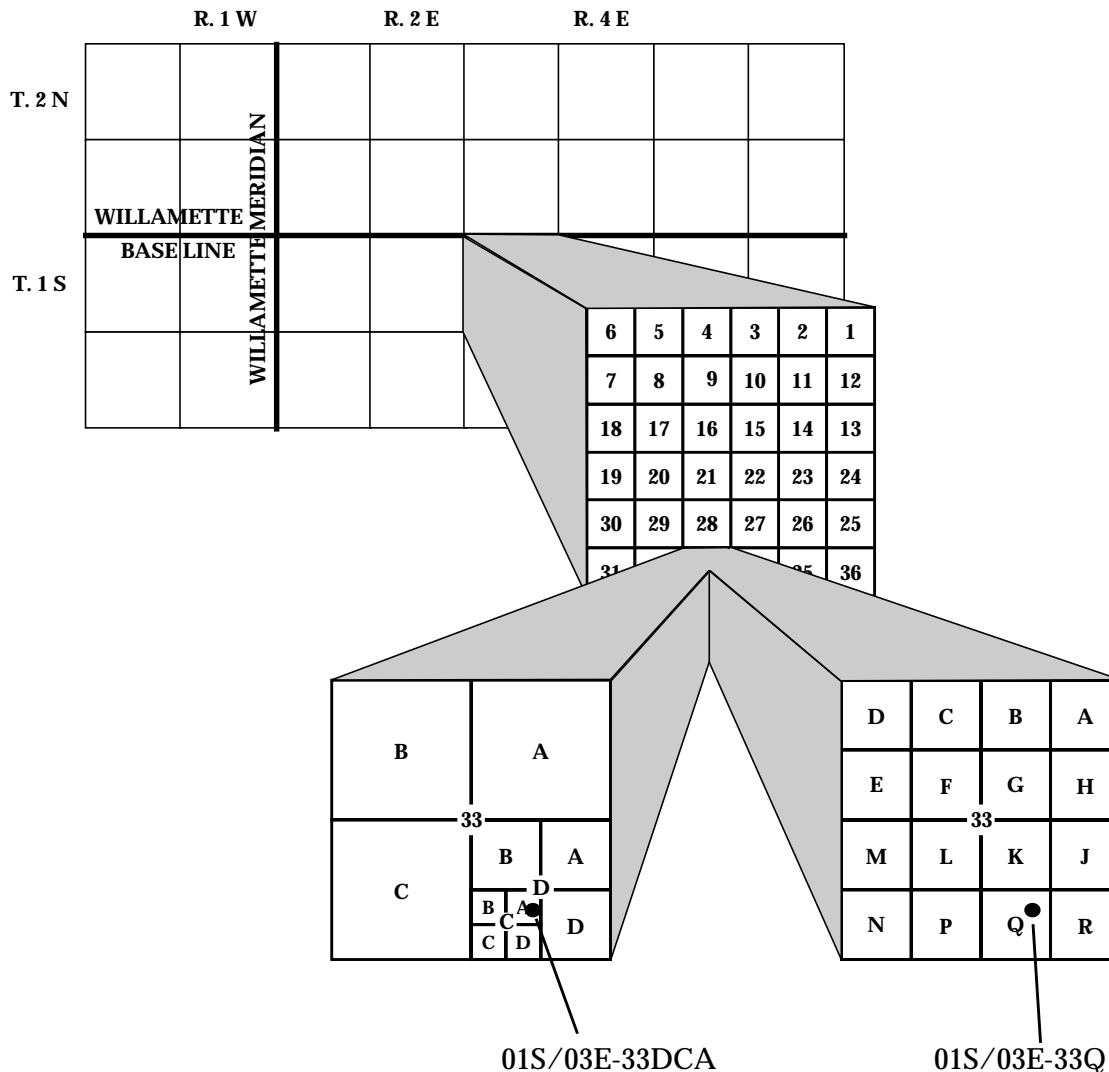 R. 1 W R. 2 E R. 4 E
T. 2 N
WILLAMETTE MERIDIAN
WILLAMETTE
BASE LINE
T. 1 S
6 5 4 3 2 1
7 8 9 10 11 12
18 17 16 15 14 13
19 20 21 22 23 24
30 29 28 27 26 25
31 35 36
B A
33
C
B A
D
B A
C
C D
D
D C B A
E F G H
33
M L K J
N P Q R
01S/03E-33DCA 01S/03E-33Q